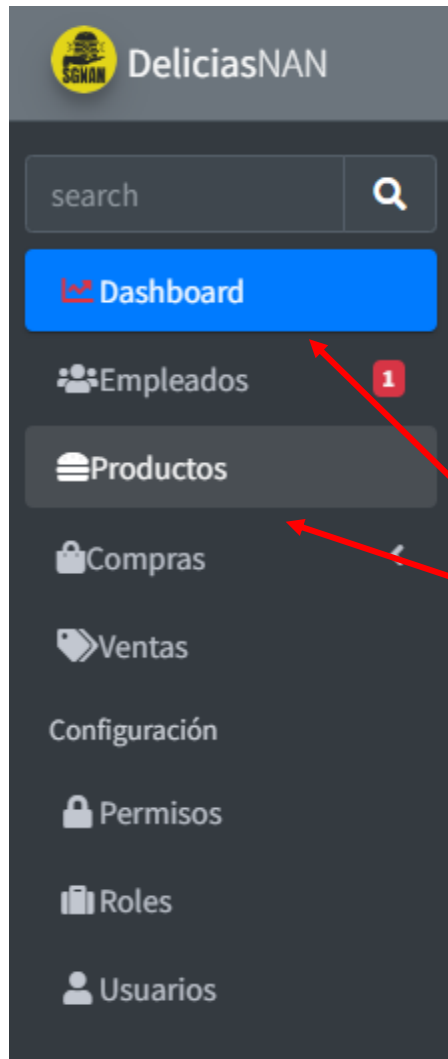 SGNAN
DeliciasNAN
search
Dashboard
Empleados 1
Productos
Compras
Ventas
Configuración
Permisos
Roles
Usuarios